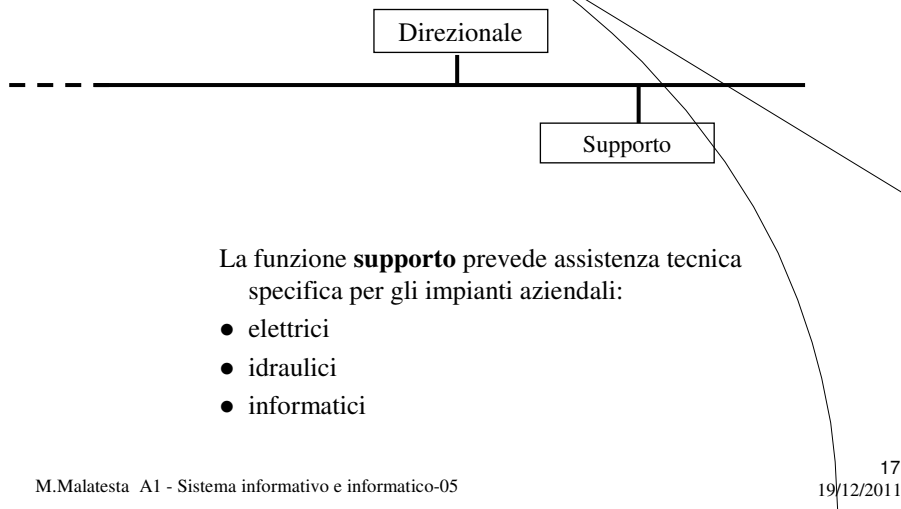 Direzionale
Supporto
La funzione supporto prevede assistenza tecnica
specifica per gli impianti aziendali:
● elettrici
● idraulici
● informatici
17
M.Malatesta A1 - Sistema informativo e informatico-05
19/12/2011